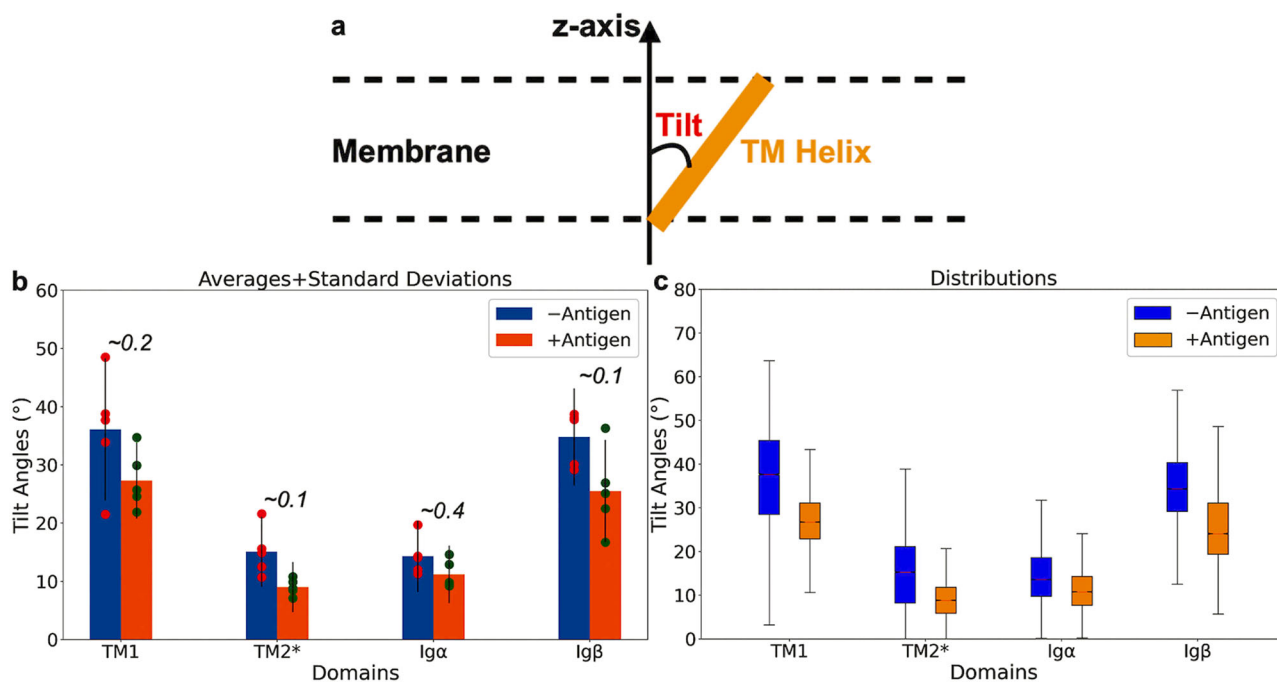 a
z-axis
Tilt
Membrane
TM Helix
b
Averages+Standard Deviations
60
50
40
30
20
10
0
Tilt Angles (°)
~0.2
~0.1
~0.4
~0.1
−Antigen
+Antigen
TM1
TM2*
Igα
Igβ
Domains
c
Distributions
80
70
60
50
40
30
20
10
0
Tilt Angles (°)
−Antigen
+Antigen
TM1
TM2*
Igα
Igβ
Domains